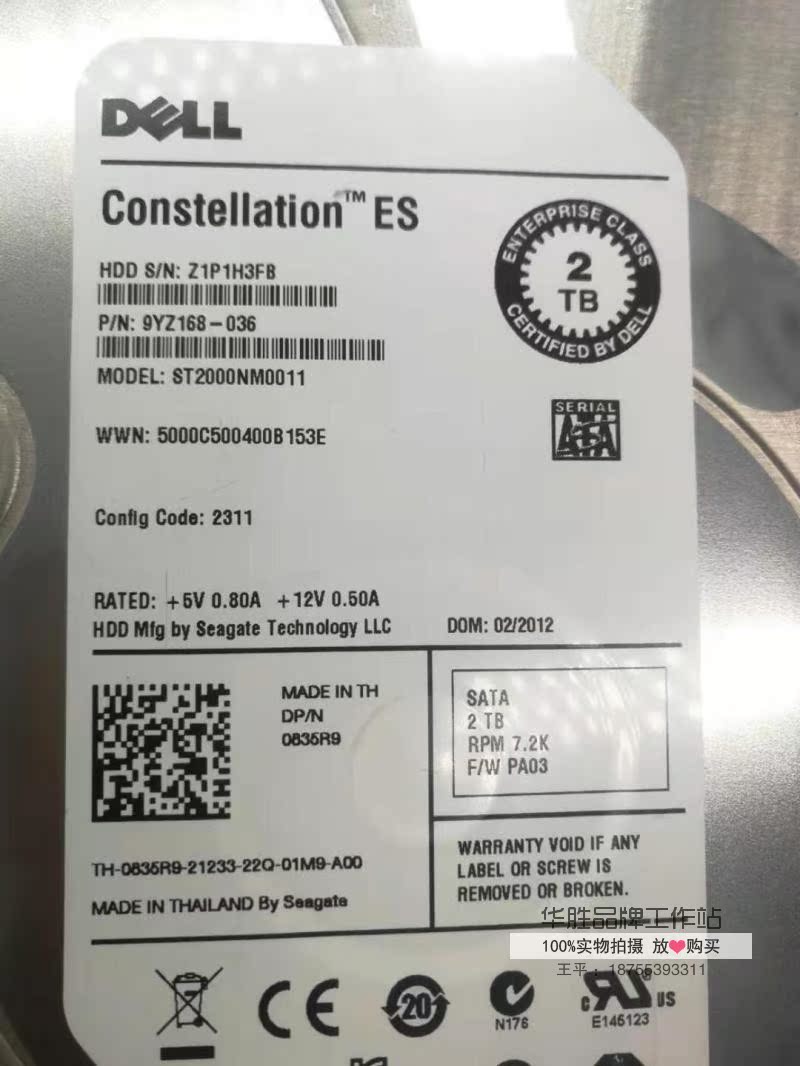 DELL
Constellation™ ES
HDD S/N: Z1P1H3FB
P/N: 9YZ168-036
MODEL: ST2000NM0011
WWN: 5000C500400B153E
Config Code: 2311
ENTERPRISE CLASS
2
TB
CERTIFIED BY DELL
SERIAL
ATA
RATED: +5V 0.80A +12V 0.50A
HDD Mfg by Seagate Technology LLC
DOM: 02/2012
MADE IN TH
DP/N
0835R9
TH-0835R9-21233-22Q-01M9-A00
MADE IN THAILAND By Seagate
SATA
2 TB
RPM 7.2K
F/W PA03
WARRANTY VOID IF ANY
LABEL OR SCREW IS
REMOVED OR BROKEN.
华胜品牌工作站
100%实物拍摄 放❤购买
王平：18755393311
CE
20
N176
c RU US
E145123